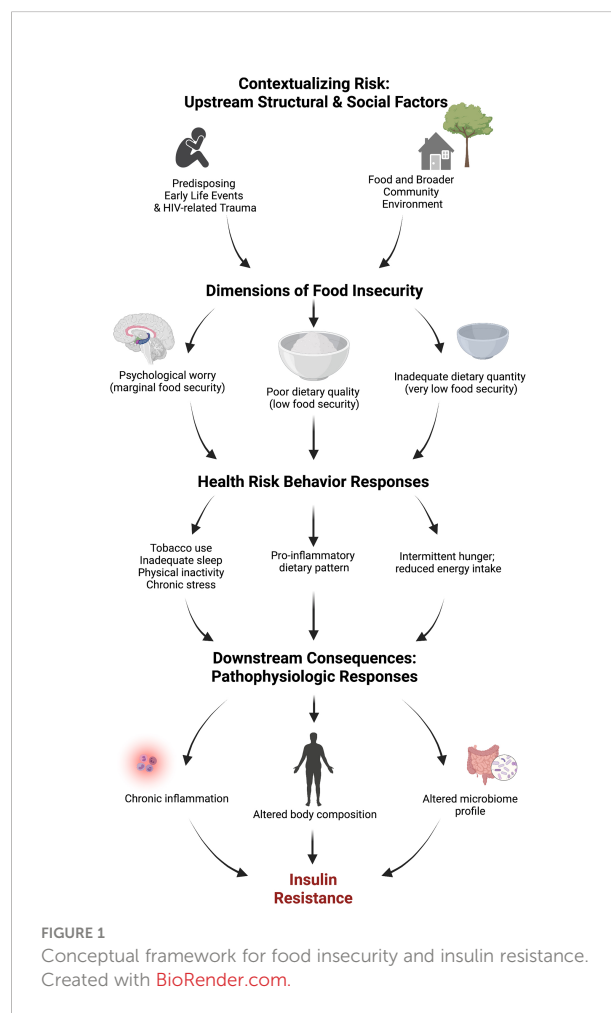 Contextualizing Risk:
Upstream Structural & Social Factors
Predisposing
Early Life Events
& HIV-related Trauma
Food and Broader
Community
Environment
Dimensions of Food Insecurity
Psychological worry
(marginal food security)
Poor dietary quality
(low food security)
Inadequate dietary quantity
(very low food security)
Health Risk Behavior Responses
Tobacco use
Inadequate sleep
Physical inactivity
Chronic stress
Pro-inflammatory
dietary pattern
Intermittent hunger;
reduced energy intake
Downstream Consequences:
Pathophysiologic Responses
Chronic inflammation
Altered body composition
Altered microbiome
profile
Insulin
Resistance
FIGURE 1
Conceptual framework for food insecurity and insulin resistance.
Created with BioRender.com.